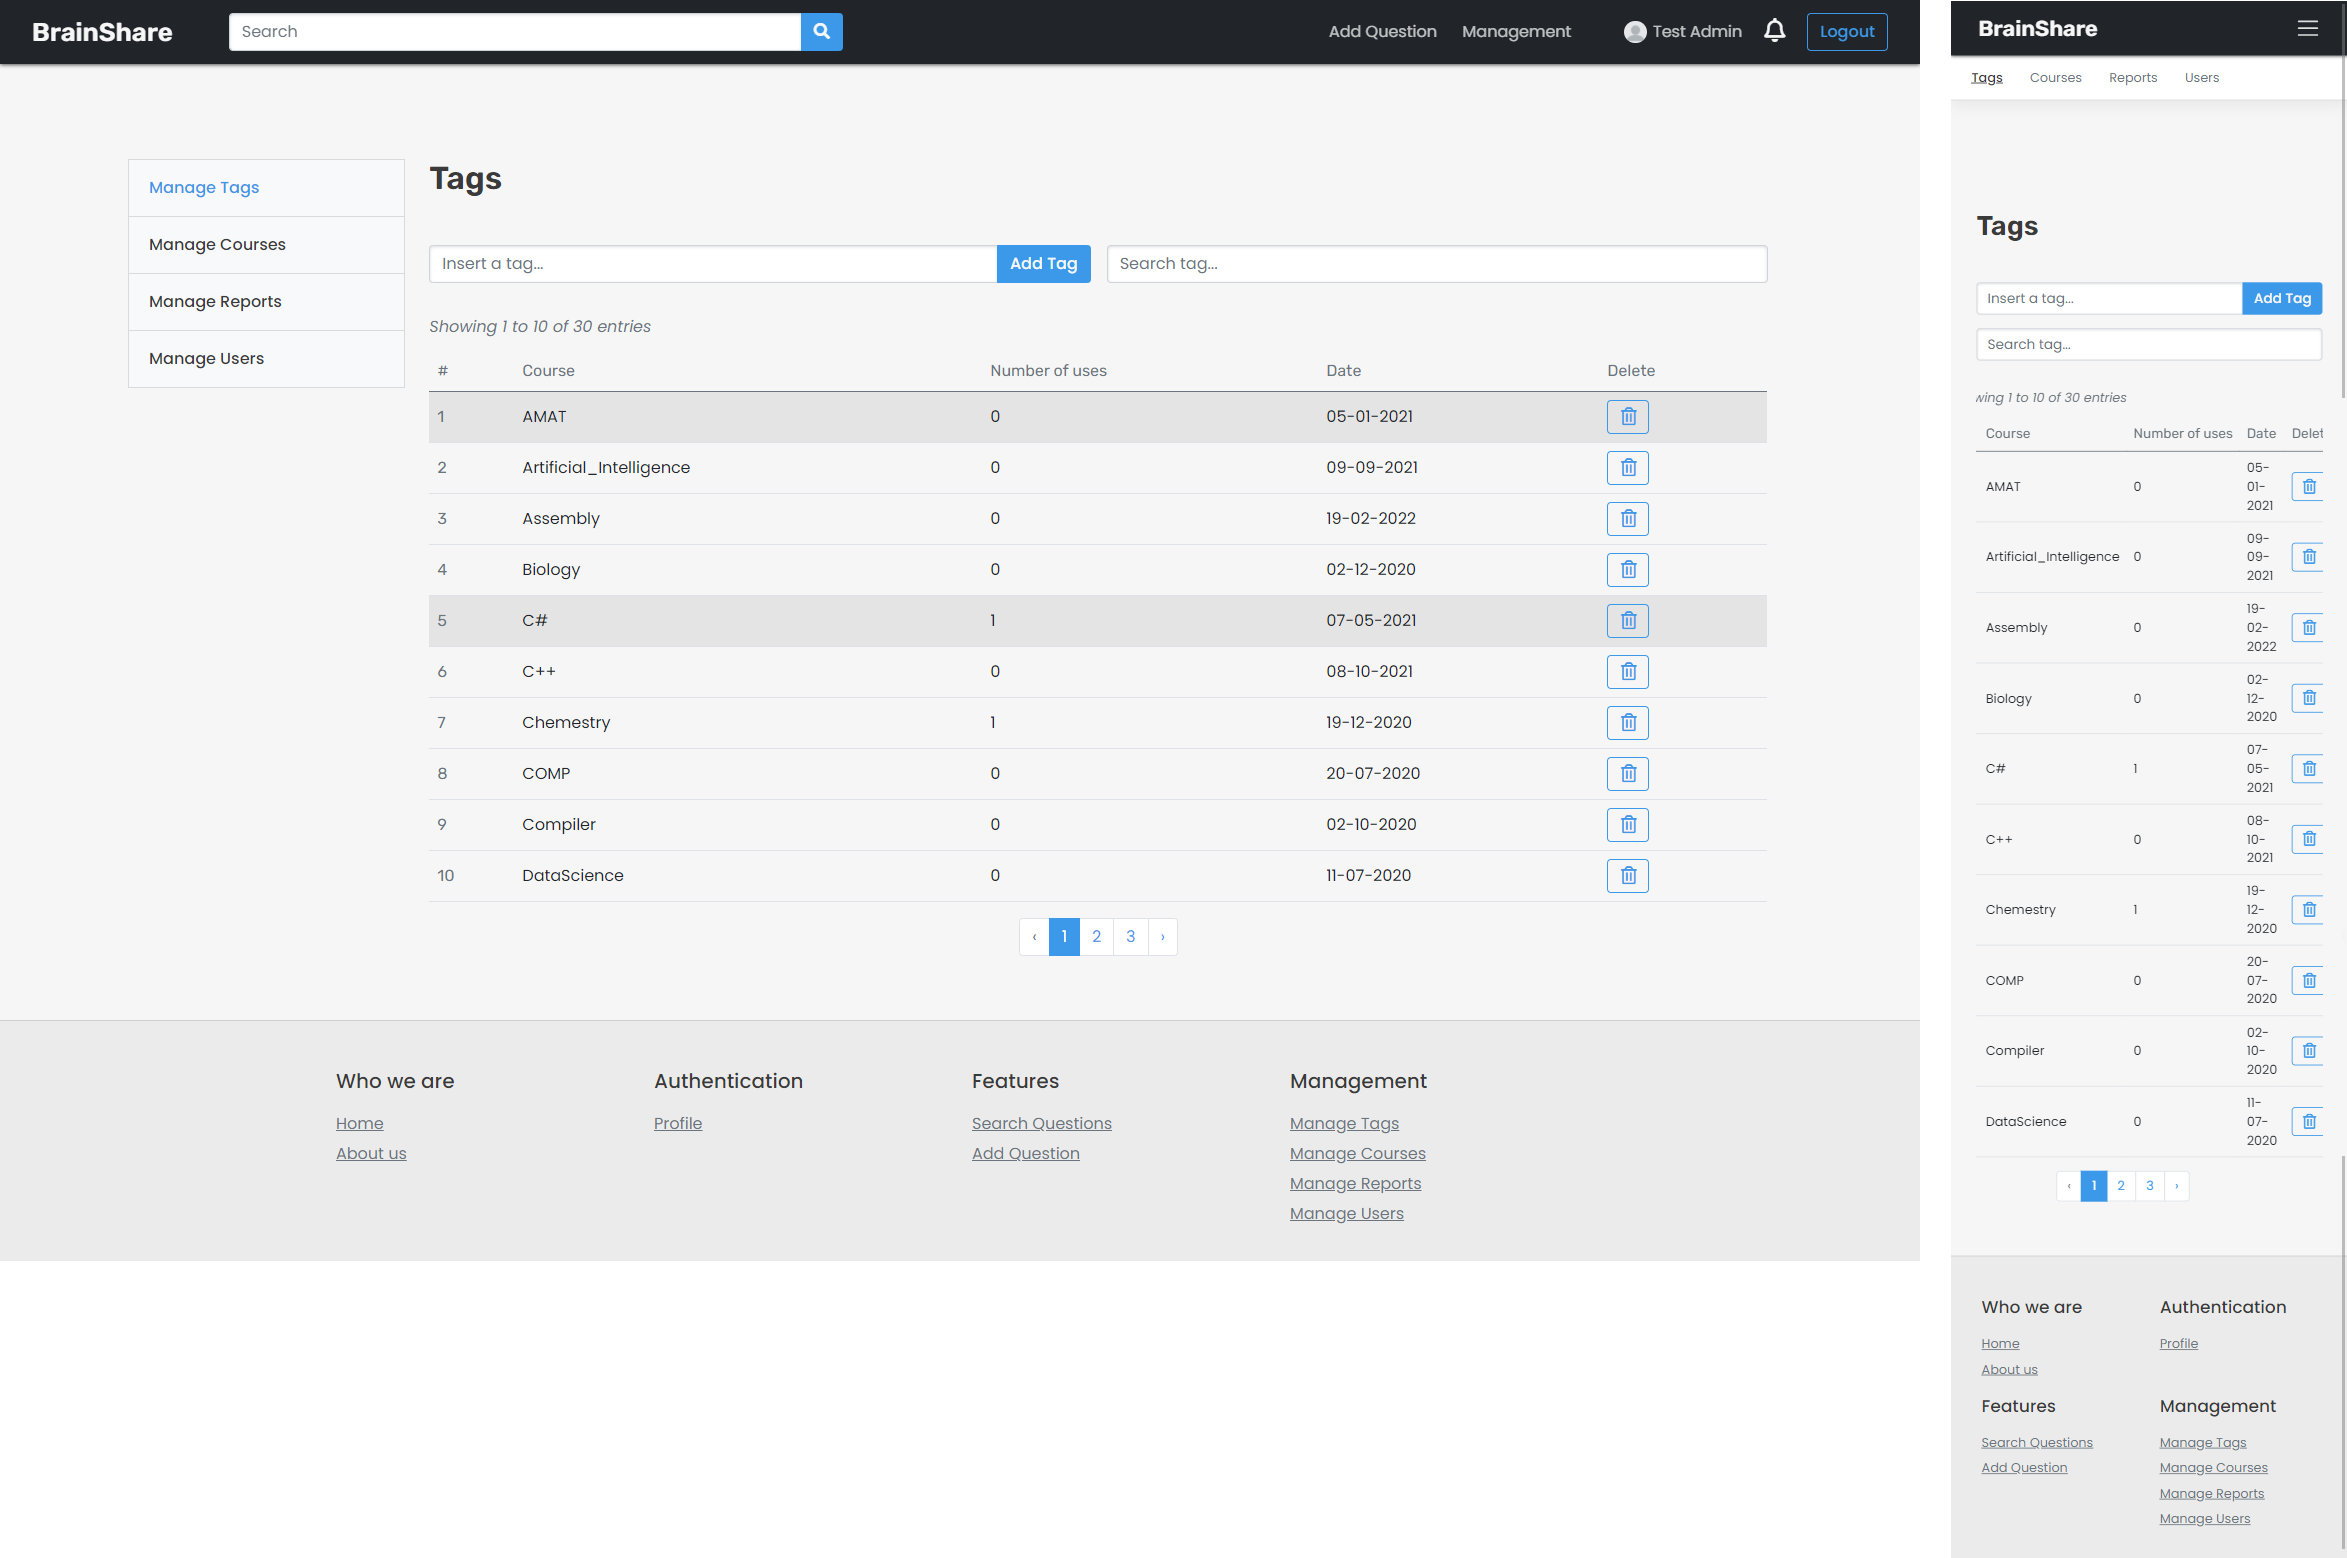 BrainShare Search Add Question Management Test Admin Logout
Manage Tags
Manage Courses
Manage Reports
Manage Users
Tags
Insert a tag... Add Tag Search tag...
Showing 1 to 10 of 30 entries
# Course Number of uses Date Delete
1 AMAT 0 05-01-2021
2 Artificial_Intelligence 0 09-09-2021
3 Assembly 0 19-02-2022
4 Biology 0 02-12-2020
5 C# 1 07-05-2021
6 C++ 0 08-10-2021
7 Chemestry 1 19-12-2020
8 COMP 0 20-07-2020
9 Compiler 0 02-10-2020
10 DataScience 0 11-07-2020
‹ 1 2 3 ›
Who we are
Home
About us
Authentication
Profile
Features
Search Questions
Add Question
Management
Manage Tags
Manage Courses
Manage Reports
Manage Users
BrainShare
Tags Courses Reports Users
Tags
Insert a tag... Add Tag
Search tag...
wing 1 to 10 of 30 entries
Course Number of uses Date Delet
AMAT 0 05-
01-
2021
Artificial_Intelligence 0 09-
09-
2021
Assembly 0 19-
02-
2022
Biology 0 02-
12-
2020
C# 1 07-
05-
2021
C++ 0 08-
10-
2021
Chemestry 1 19-
12-
2020
COMP 0 20-
07-
2020
Compiler 0 02-
10-
2020
DataScience 0 11-
07-
2020
‹ 1 2 3 ›
Who we are
Home
About us
Authentication
Profile
Features
Search Questions
Add Question
Management
Manage Tags
Manage Courses
Manage Reports
Manage Users